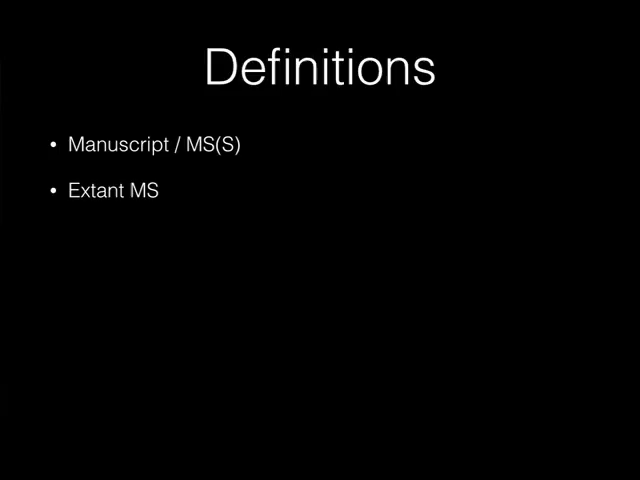 Definitions
• Manuscript / MS(S)
• Extant MS